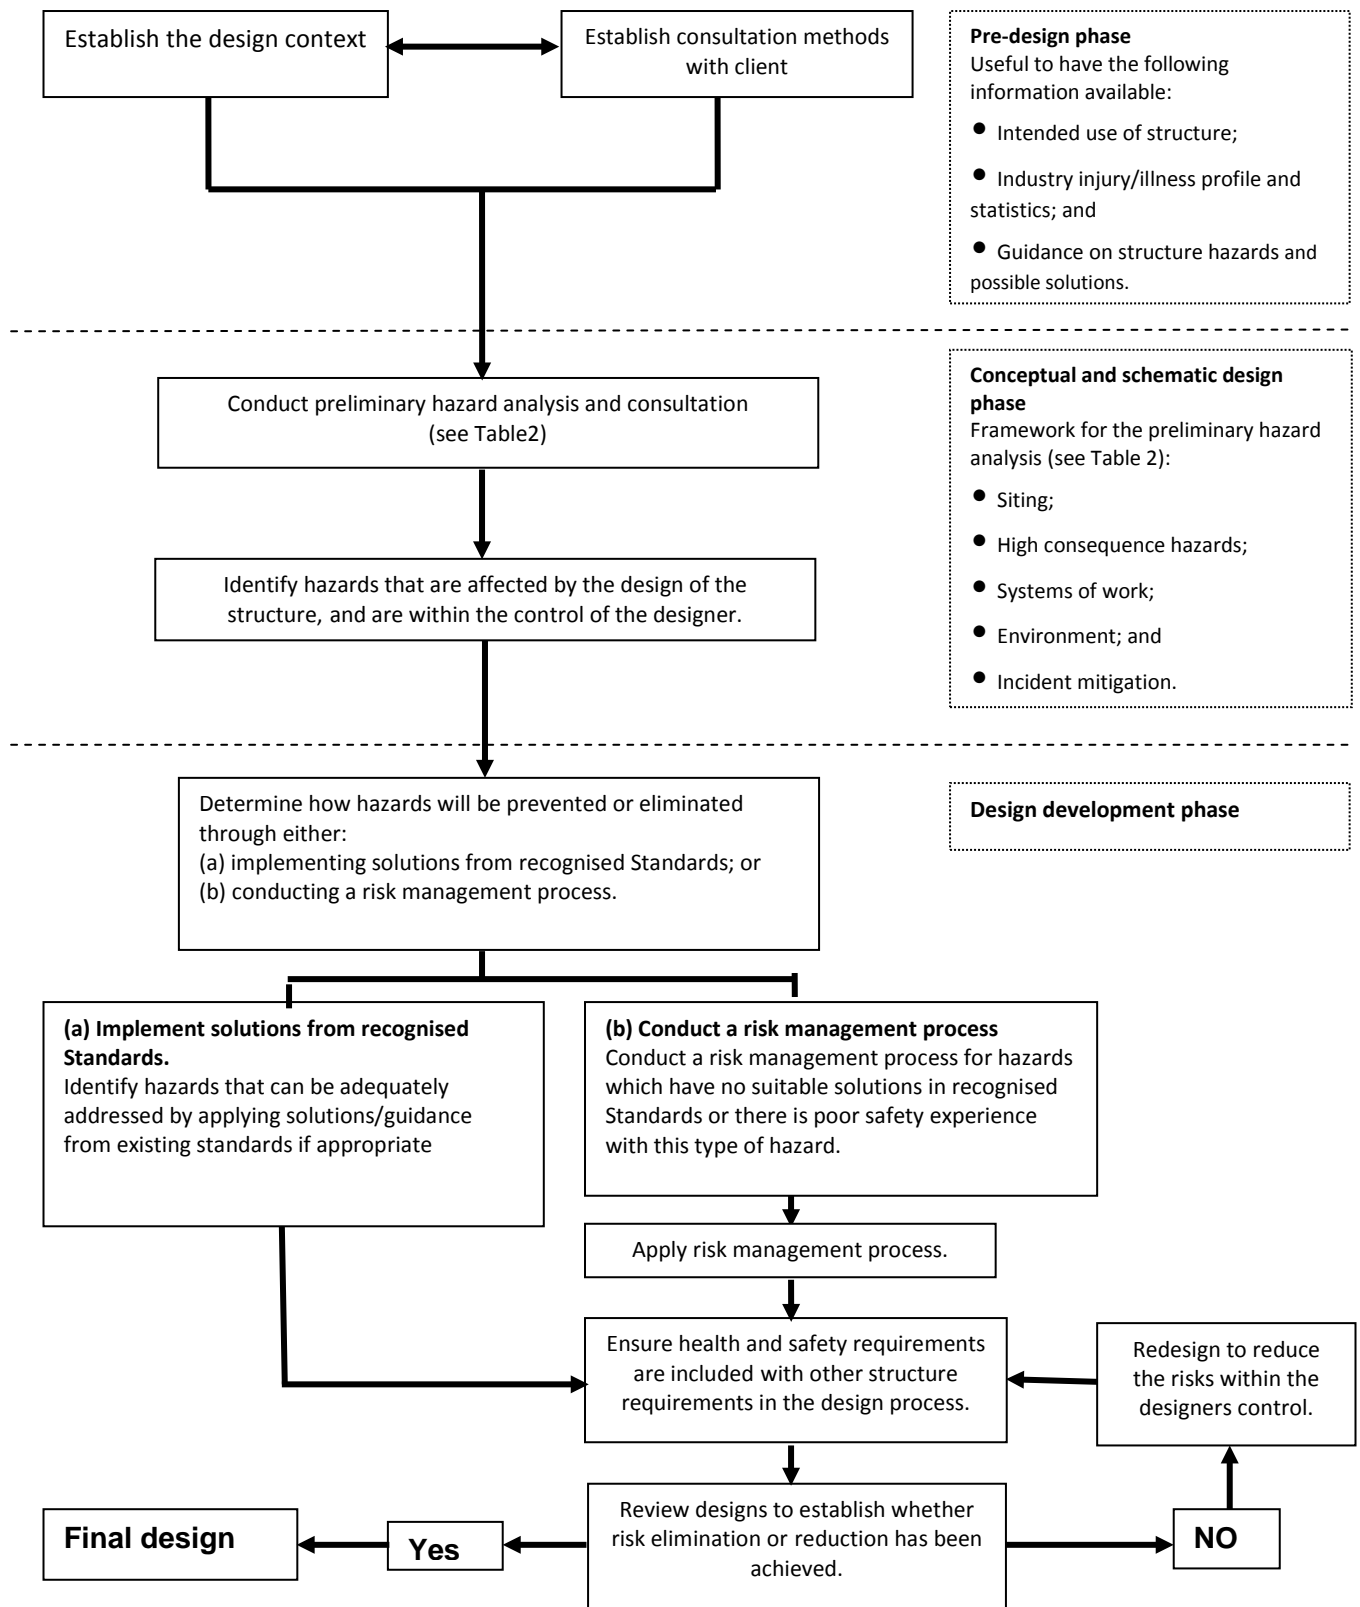 Establish the design context
Establish consultation methods
with client
Pre-design phase
Useful to have the following
information available:
● Intended use of structure;
● Industry injury/illness profile and
statistics; and
● Guidance on structure hazards and
possible solutions.
Conduct preliminary hazard analysis and consultation
(see Table2)
Identify hazards that are affected by the design of the
structure, and are within the control of the designer.
Conceptual and schematic design
phase
Framework for the preliminary hazard
analysis (see Table 2):
● Siting;
● High consequence hazards;
● Systems of work;
● Environment; and
● Incident mitigation.
Determine how hazards will be prevented or eliminated
through either:
(a) implementing solutions from recognised Standards; or
(b) conducting a risk management process.
Design development phase
(a) Implement solutions from recognised
Standards.
Identify hazards that can be adequately
addressed by applying solutions/guidance
from existing standards if appropriate
(b) Conduct a risk management process
Conduct a risk management process for hazards
which have no suitable solutions in recognised
Standards or there is poor safety experience
with this type of hazard.
Apply risk management process.
Ensure health and safety requirements
are included with other structure
requirements in the design process.
Redesign to reduce
the risks within the
designers control.
Review designs to establish whether
risk elimination or reduction has been
achieved.
Final design
Yes
NO